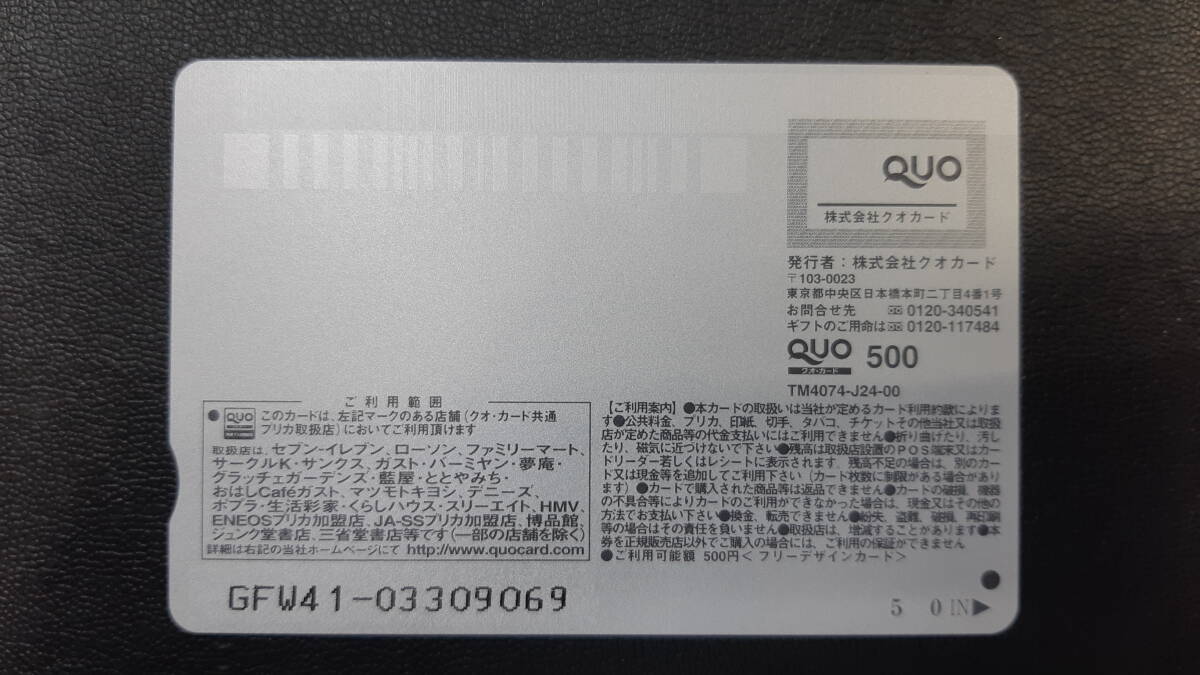 QUO
株式会社クオカード
発行者：株式会社クオカード
〒103-0023
東京都中央区日本橋本町二丁目4番1号
お問合せ先 0120-340541
ギフトのご用命は 0120-117484
QUO 500
クオ・カード
TM4074-J24-00
ご利用範囲
QUO このカードは、左記マークのある店舗（クオ・カード共通
プリカ取扱店）においてご利用頂けます
取扱店は、セブン-イレブン、ローソン、ファミリーマート、
サークルK・サンクス、ガスト・バーミヤン・夢庵・
グラッチェガーデンズ・藍屋・ととやみち・
おはしCaféガスト、マツモトキヨシ、デニーズ、
ポプラ・生活彩家・くらしハウス・スリーエイト、HMV、
ENEOSプリカ加盟店、JA-SSプリカ加盟店、博品館、
ジュンク堂書店、三省堂書店等です（一部の店舗を除く）
詳細は右記の当社ホームページにて http://www.quocard.com
【ご利用案内】●本カードの取扱いは当社が定めるカード利用約款によりま
す●公共料金、プリカ、印紙、切手、タバコ、チケットその他当社又は取扱
店が定めた商品等の代金支払いにはご利用できません●折り曲げたり、汚し
たり、磁気に近づけないで下さい●残高は取扱店設置のPOS端末又はカー
ドリーダー若しくはレシートに表示されます。残高不足の場合は、別のカー
ド又は現金等を追加してご利用下さい（カード枚数に制限がある場合があり
ます）●カードで購入された商品等は返品できません●カードの破損、機器
の不具合等によりカードのご利用ができなかった場合は、現金又はその他の
方法でお支払い下さい●換金、転売できません●紛失、盗難、破損、再印刷
等の場合はその責任を負いません●取扱店は、増減することがあります●本
券を正規販売店以外でご購入の場合には、ご利用の保証ができません
●ご利用可能額 500円＜フリーデザインカード＞
GFW41-03309069
5 0 IN▶